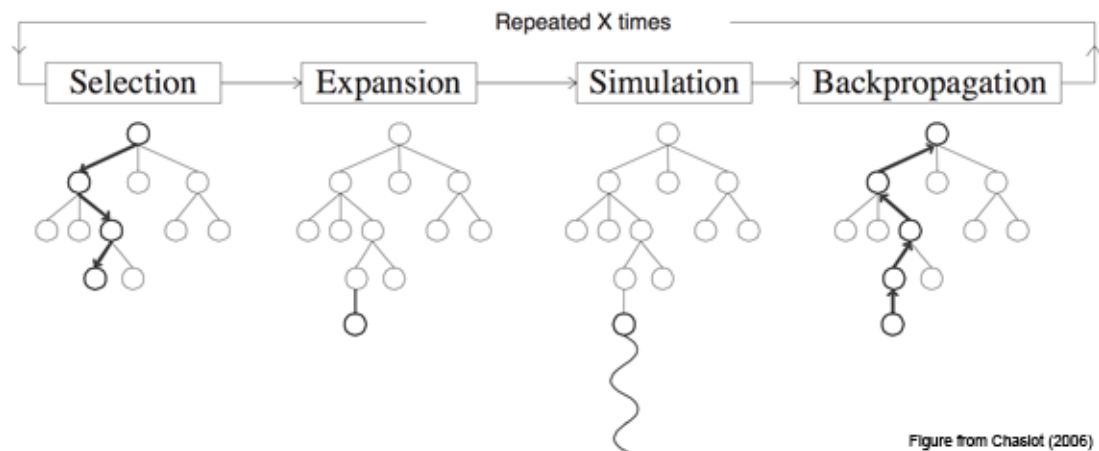 Repeated X times
Selection
Expansion
Simulation
Backpropagation
Figure from Chaslot (2006)